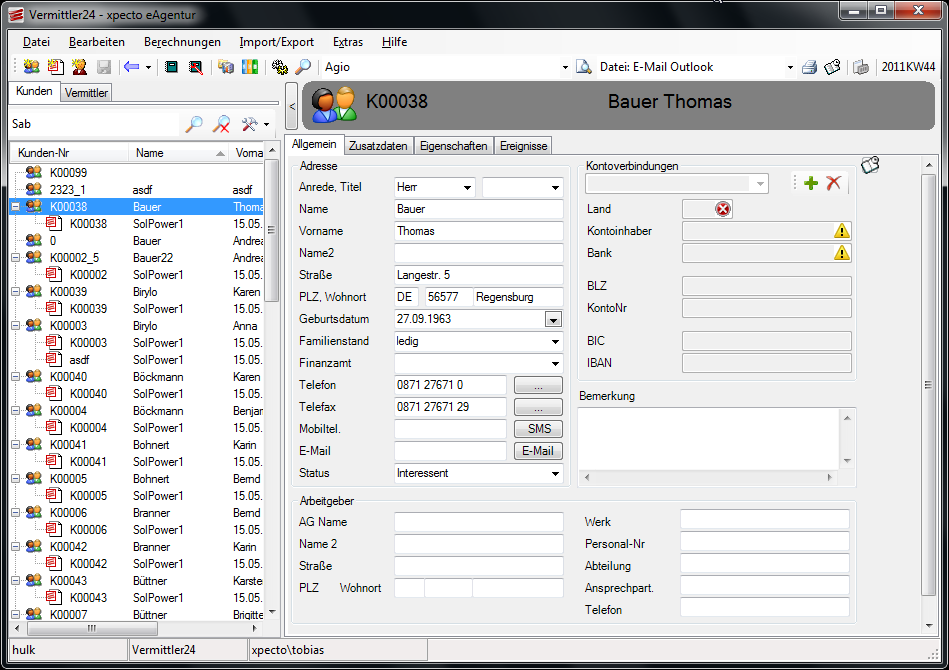 Vermittler24 - xpecto eAgentur
Datei Bearbeiten Berechnungen Import/Export Extras Hilfe
Agio Datei: E-Mail Outlook 2011KW44
Kunden Vermittler
Sab
Kunden-Nr Name Vorna
K00099
2323_1 asdf asdf
K00038 Bauer Thoma
K00038 SolPower1 15.05.
0 Bauer Andrea
K00002_5 Bauer22 Andrea
K00002 SolPower1 15.05.
K00039 Birylo Karen
K00039 SolPower1 15.05.
K00003 Birylo Anna
K00003 SolPower1 15.05.
asdf SolPower1 15.05.
K00040 Böckmann Karen
K00040 SolPower1 15.05.
K00004 Böckmann Benjar
K00004 SolPower1 15.05.
K00041 Bohnert Karin
K00041 SolPower1 15.05.
K00005 Bohnert Bernd
K00005 SolPower1 15.05.
K00006 Branner Bernd
K00006 SolPower1 15.05.
K00042 Branner Karin
K00042 SolPower1 15.05.
K00043 Büttner Karste
K00043 SolPower1 15.05.
K00007 Büttner Brigitte
<
K00038 Bauer Thomas
Allgemein Zusatzdaten Eigenschaften Ereignisse
Adresse
Anrede, Titel Herr
Name Bauer
Vorname Thomas
Name2
Straße Langestr. 5
PLZ, Wohnort DE 56577 Regensburg
Geburtsdatum 27.09.1963
Familienstand ledig
Finanzamt
Telefon 0871 27671 0 ...
Telefax 0871 27671 29 ...
Mobiltel. SMS
E-Mail E-Mail
Status Interessent
Kontoverbindungen
Land
Kontoinhaber
Bank
BLZ
KontoNr
BIC
IBAN
Bemerkung
Arbeitgeber
AG Name
Name 2
Straße
PLZ Wohnort
Werk
Personal-Nr
Abteilung
Ansprechpart.
Telefon
hulk Vermittler24 xpecto\tobias